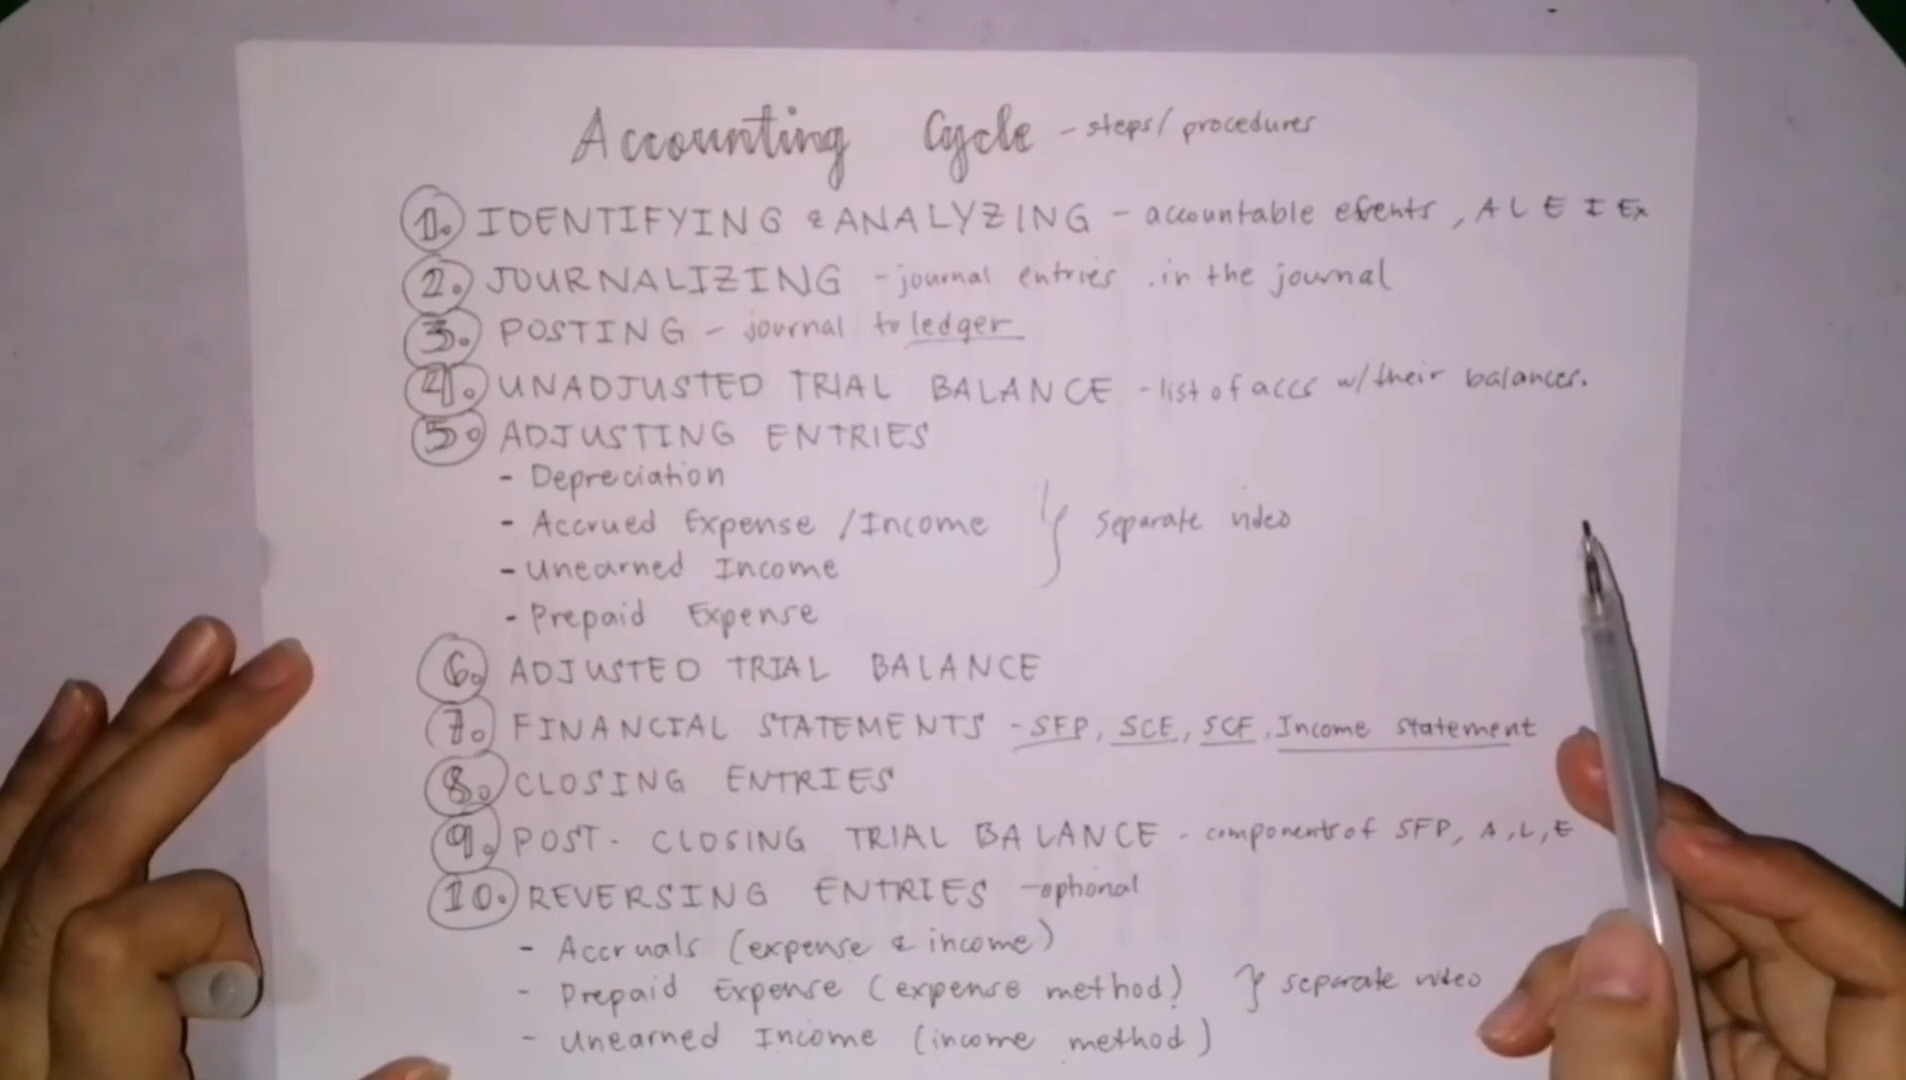 Accounting Cycle - steps/procedures
1. IDENTIFYING & ANALYZING - accountable events, A L E I Ex
2. JOURNALIZING - journal entries . in the journal
3. POSTING - journal to ledger
4. UNADJUSTED TRIAL BALANCE - list of accs w/their balances.
5. ADJUSTING ENTRIES
- Depreciation
- Accrued Expense /Income } separate video
- Unearned Income
- Prepaid Expense
6. ADJUSTED TRIAL BALANCE
7. FINANCIAL STATEMENTS - SFP, SCE, SCF, Income statement
8. CLOSING ENTRIES
9. POST- CLOSING TRIAL BALANCE - components of SFP, A, L, E
10. REVERSING ENTRIES - optional
- Accruals (expense & income)
- Prepaid Expense (expense method) } separate video
- Unearned Income (income method)